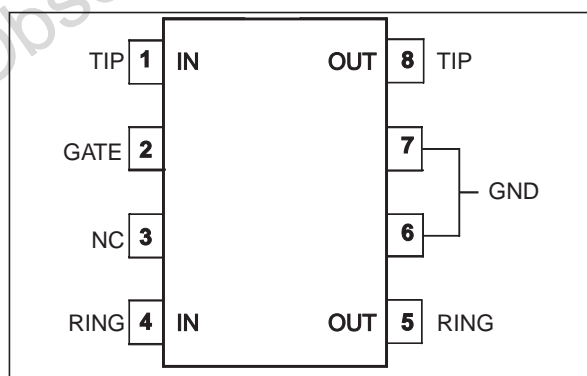 TIP 1 IN OUT 8 TIP
GATE 2 7
GND
NC 3 6
RING 4 IN OUT 5 RING